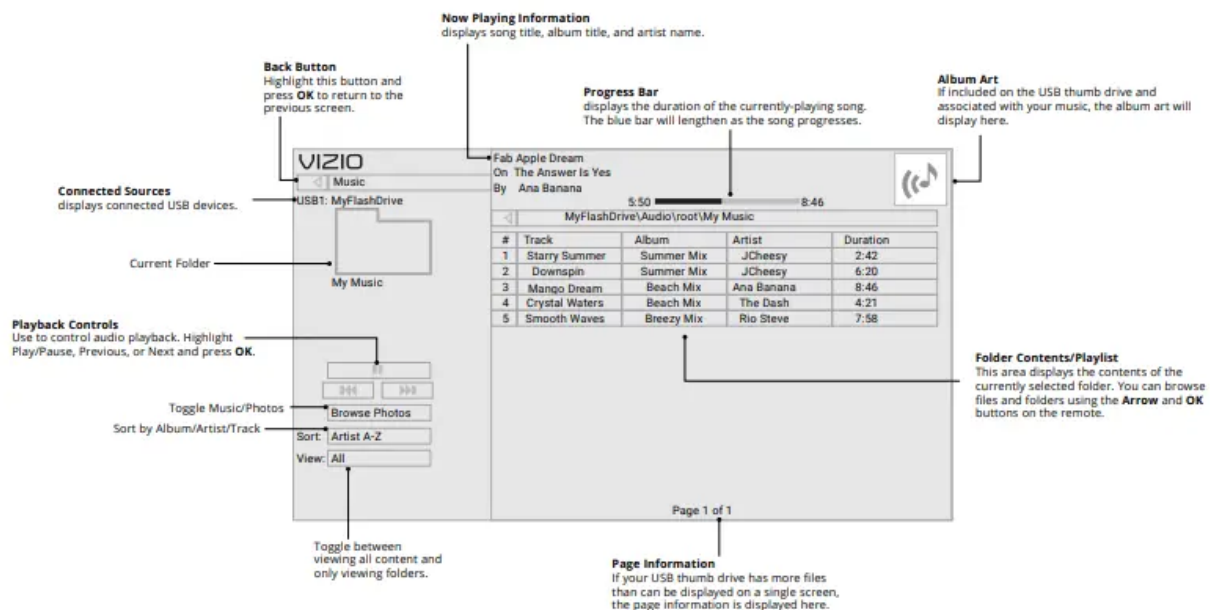 Now Playing Information
displays song title, album title, and artist name.
Back Button
Highlight this button and
press OK to return to the
previous screen.
Progress Bar
displays the duration of the currently-playing song.
The blue bar will lengthen as the song progresses.
Album Art
If included on the USB thumb drive and
associated with your music, the album art will
display here.
Connected Sources
displays connected USB devices.
Current Folder
Playback Controls
Use to control audio playback. Highlight
Play/Pause, Previous, or Next and press OK.
Toggle Music/Photos
Sort by Album/Artist/Track
VIZIO
Music
USB1: MyFlashDrive
My Music
Browse Photos
Sort: Artist A-Z
View: All
Fab Apple Dream
On The Answer Is Yes
By Ana Banana
5:50 8:46
MyFlashDrive\Audio\root\My Music
# Track Album Artist Duration
1 Starry Summer Summer Mix JCheesy 2:42
2 Downspin Summer Mix JCheesy 6:20
3 Mango Dream Beach Mix Ana Banana 8:46
4 Crystal Waters Beach Mix The Dash 4:21
5 Smooth Waves Breezy Mix Rio Steve 7:58
Page 1 of 1
Folder Contents/Playlist
This area displays the contents of the
currently selected folder. You can browse
files and folders using the Arrow and OK
buttons on the remote.
Toggle between
viewing all content and
only viewing folders.
Page Information
If your USB thumb drive has more files
than can be displayed on a single screen,
the page information is displayed here.